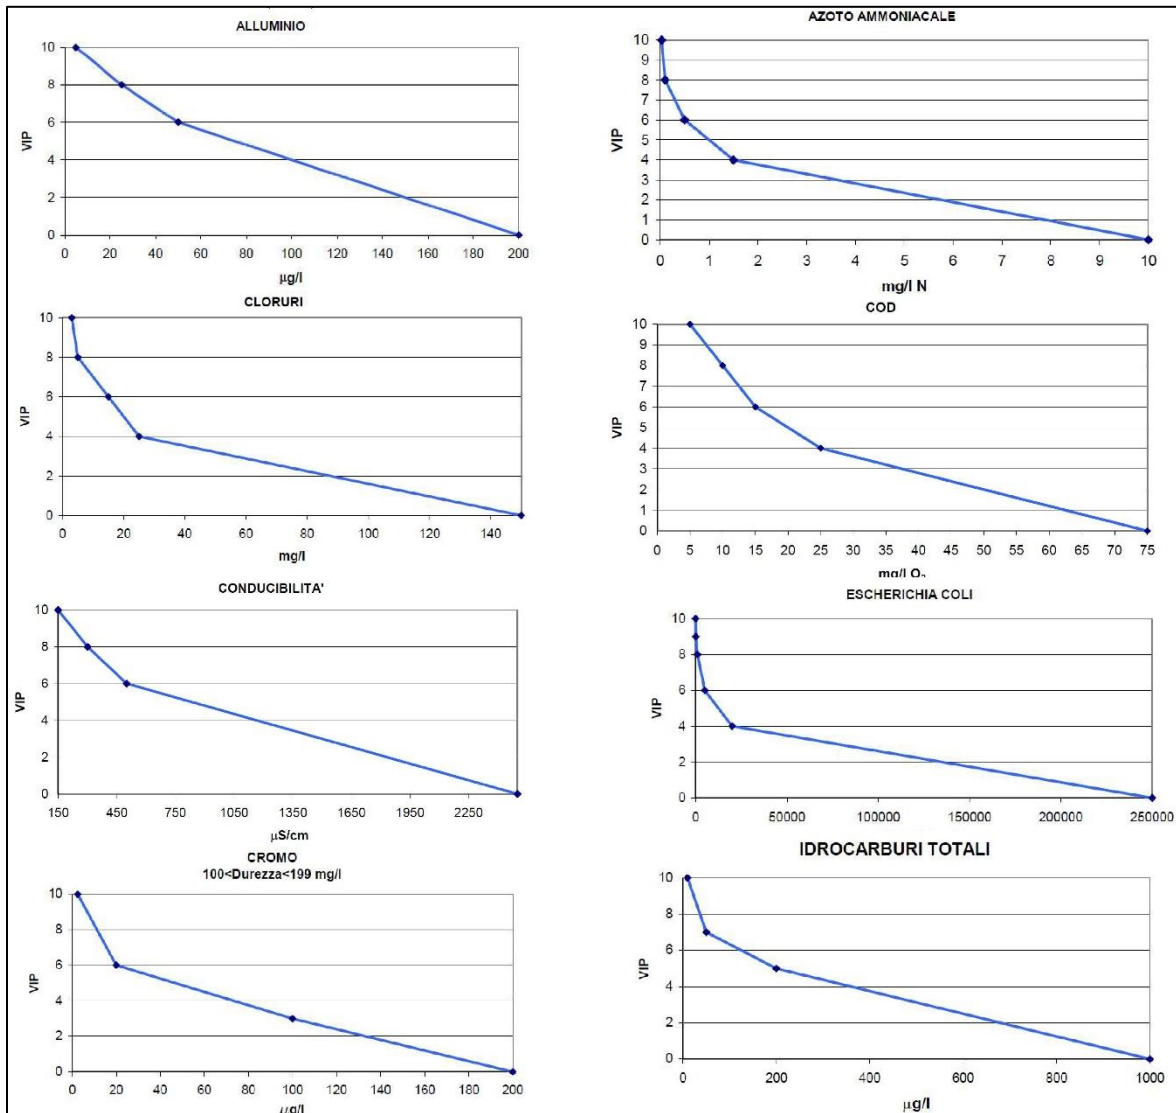 ALLUMINIO
10
8
6
4
2
0
VIP
0 20 40 60 80 100 120 140 160 180 200
µg/l
AZOTO AMMONIACALE
10
9
8
7
6
5
4
3
2
1
0
VIP
0 1 2 3 4 5 6 7 8 9 10
mg/l N
CLORURI
10
8
6
4
2
0
VIP
0 20 40 60 80 100 120 140
mg/l
COD
10
9
8
7
6
5
4
3
2
1
0
VIP
0 5 10 15 20 25 30 35 40 45 50 55 60 65 70 75
mg/l O₂
CONDUCIBILITA'
10
8
6
4
2
0
VIP
150 450 750 1050 1350 1650 1950 2250
µS/cm
ESCHERICHIA COLI
10
8
6
4
2
0
VIP
0 50000 100000 150000 200000 250000
CROMO
100<Durezza<199 mg/l
10
8
6
4
2
0
VIP
0 20 40 60 80 100 120 140 160 180 200
µg/l
IDROCARBURI TOTALI
10
8
6
4
2
0
VIP
0 200 400 600 800 1000
µg/l